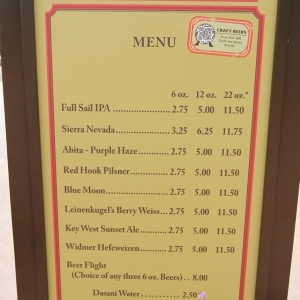 CRAFT BEERS
MENU
6 oz. 12 oz. 22 oz.*
Full Sail IPA ..................... 2.75 5.00 11.50
Sierra Nevada................... 3.25 6.25 11.75
Abita - Purple Haze........... 2.75 5.00 11.50
Red Hook Pilsner.............. 2.75 5.00 11.50
Blue Moon........................ 2.75 5.00 11.50
Leinenkugel's Berry Weiss... 2.75 5.00 11.50
Key West Sunset Ale.......... 2.75 5.00 11.50
Widmer Hefeweizen........... 2.75 5.00 11.50
Beer Flight
(Choice of any three 6 oz. Beers) .. 8.00
Dasani Water........... 2.50